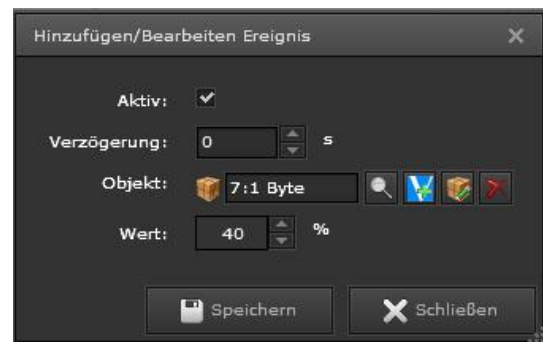 Hinzufügen/Bearbeiten Ereignis
Aktiv:
Verzögerung: 0 s
Objekt: 7:1 Byte
Wert: 40 %
Speichern Schließen